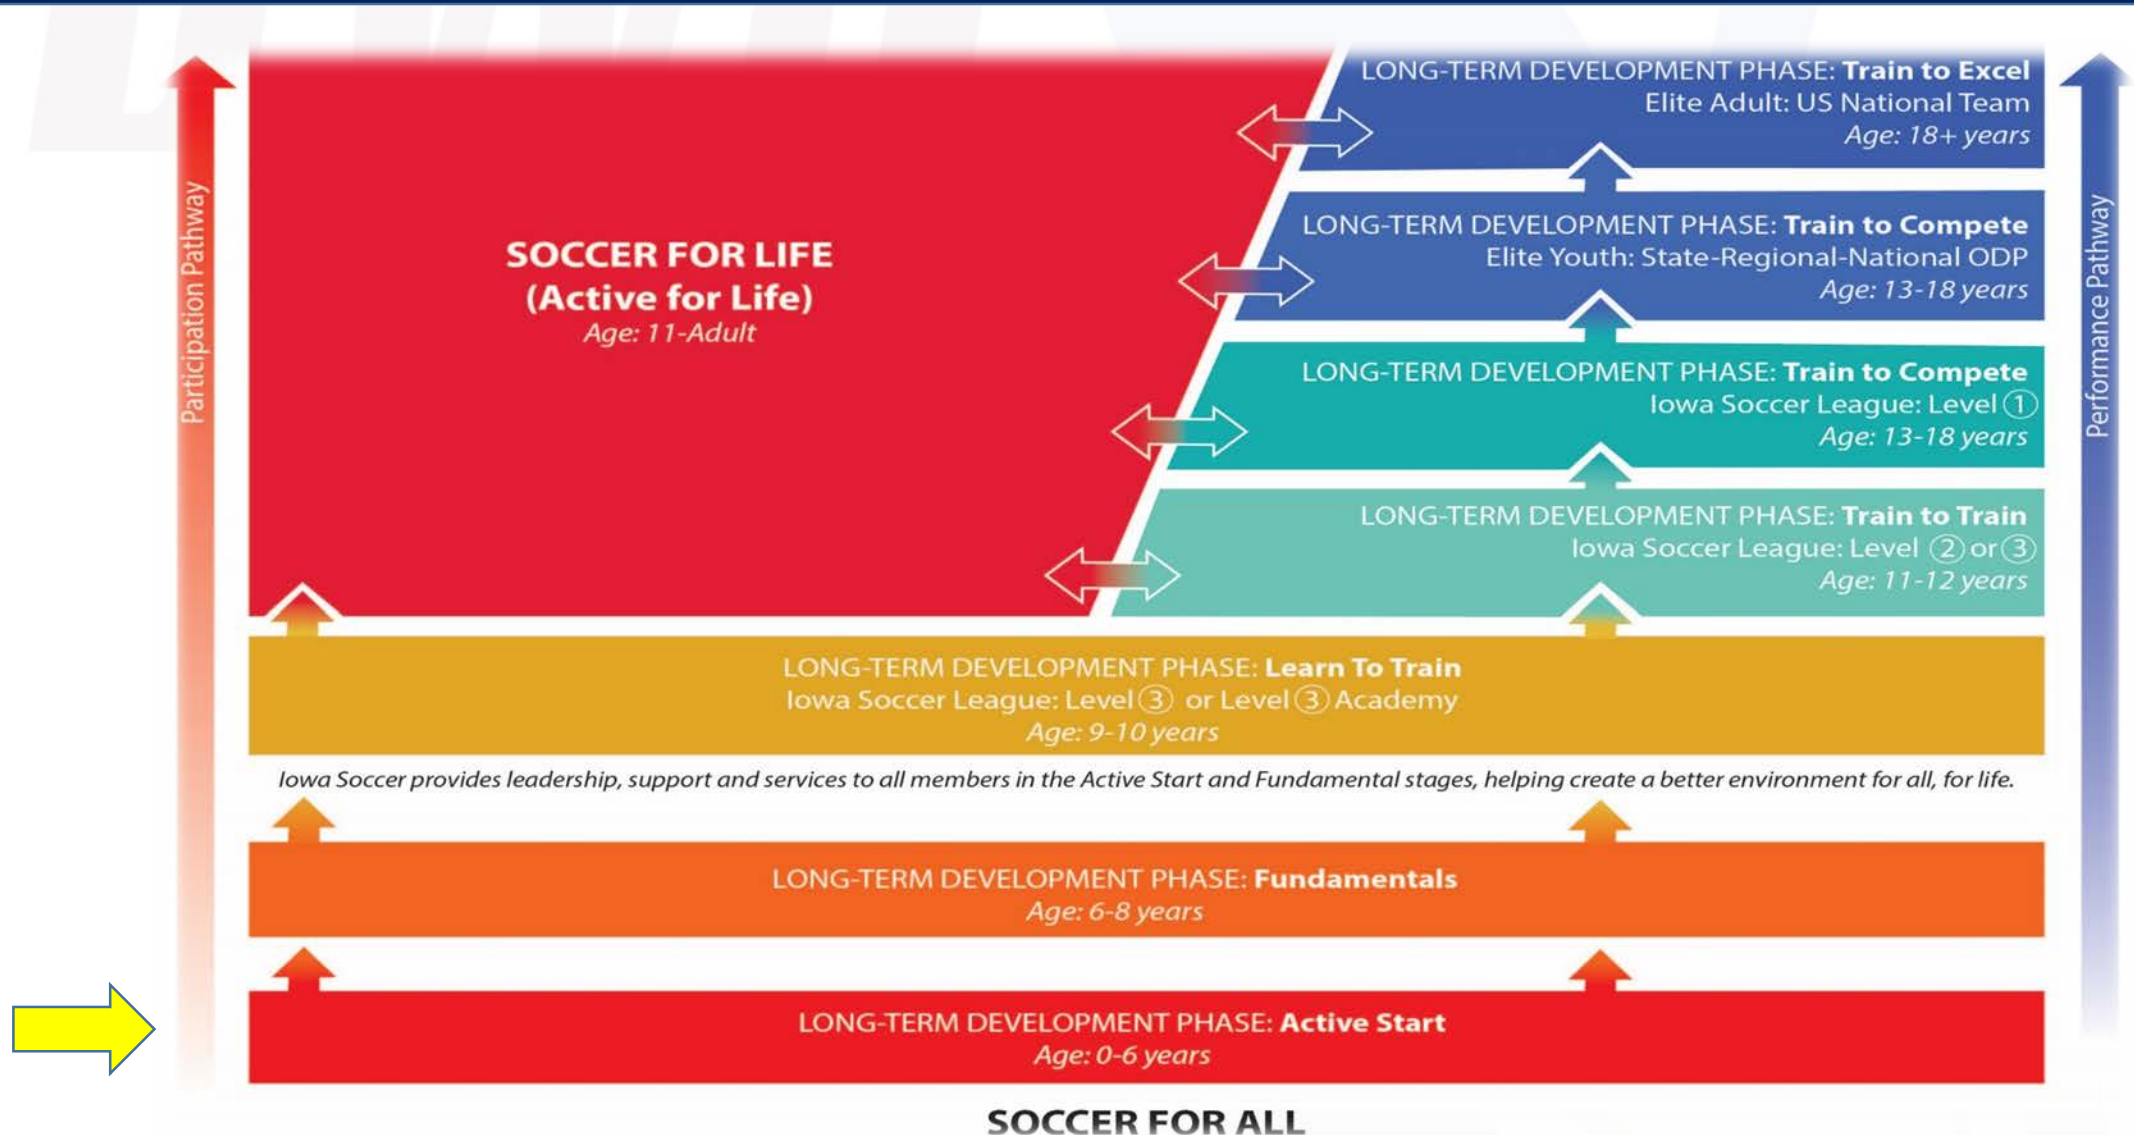 Participation Pathway
SOCCER FOR LIFE
(Active for Life)
Age: 11-Adult
LONG-TERM DEVELOPMENT PHASE: Train to Excel
Elite Adult: US National Team
Age: 18+ years
LONG-TERM DEVELOPMENT PHASE: Train to Compete
Elite Youth: State-Regional-National ODP
Age: 13-18 years
LONG-TERM DEVELOPMENT PHASE: Train to Compete
Iowa Soccer League: Level ①
Age: 13-18 years
LONG-TERM DEVELOPMENT PHASE: Train to Train
Iowa Soccer League: Level ② or ③
Age: 11-12 years
Performance Pathway
LONG-TERM DEVELOPMENT PHASE: Learn To Train
Iowa Soccer League: Level ③ or Level ③ Academy
Age: 9-10 years
Iowa Soccer provides leadership, support and services to all members in the Active Start and Fundamental stages, helping create a better environment for all, for life.
LONG-TERM DEVELOPMENT PHASE: Fundamentals
Age: 6-8 years
LONG-TERM DEVELOPMENT PHASE: Active Start
Age: 0-6 years
SOCCER FOR ALL